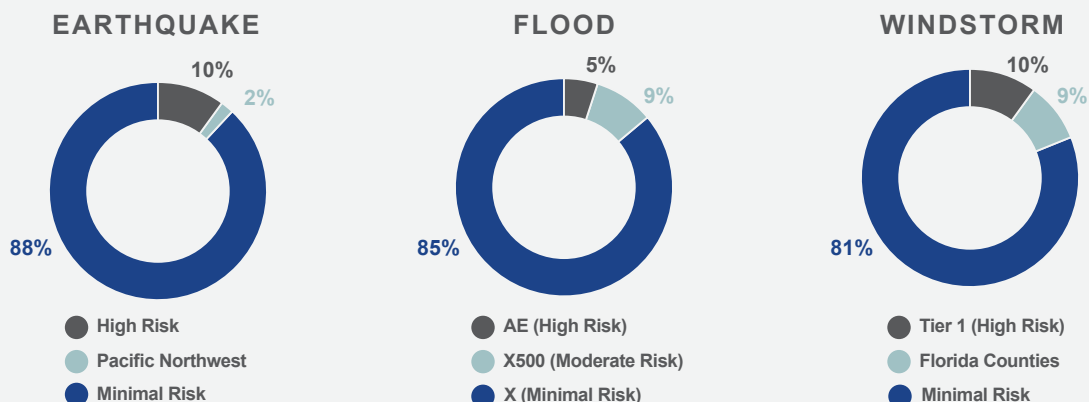 EARTHQUAKE
10%
2%
88%
High Risk
Pacific Northwest
Minimal Risk
FLOOD
5%
9%
85%
AE (High Risk)
X500 (Moderate Risk)
X (Minimal Risk)
WINDSTORM
10%
9%
81%
Tier 1 (High Risk)
Florida Counties
Minimal Risk